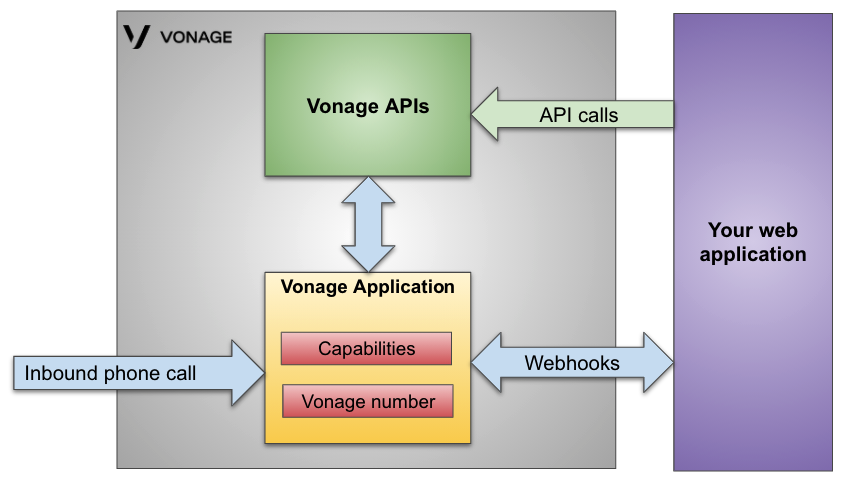 VONAGE
Vonage APIs
API calls
Your web
application
Vonage Application
Capabilities
Webhooks
Inbound phone call
Vonage number